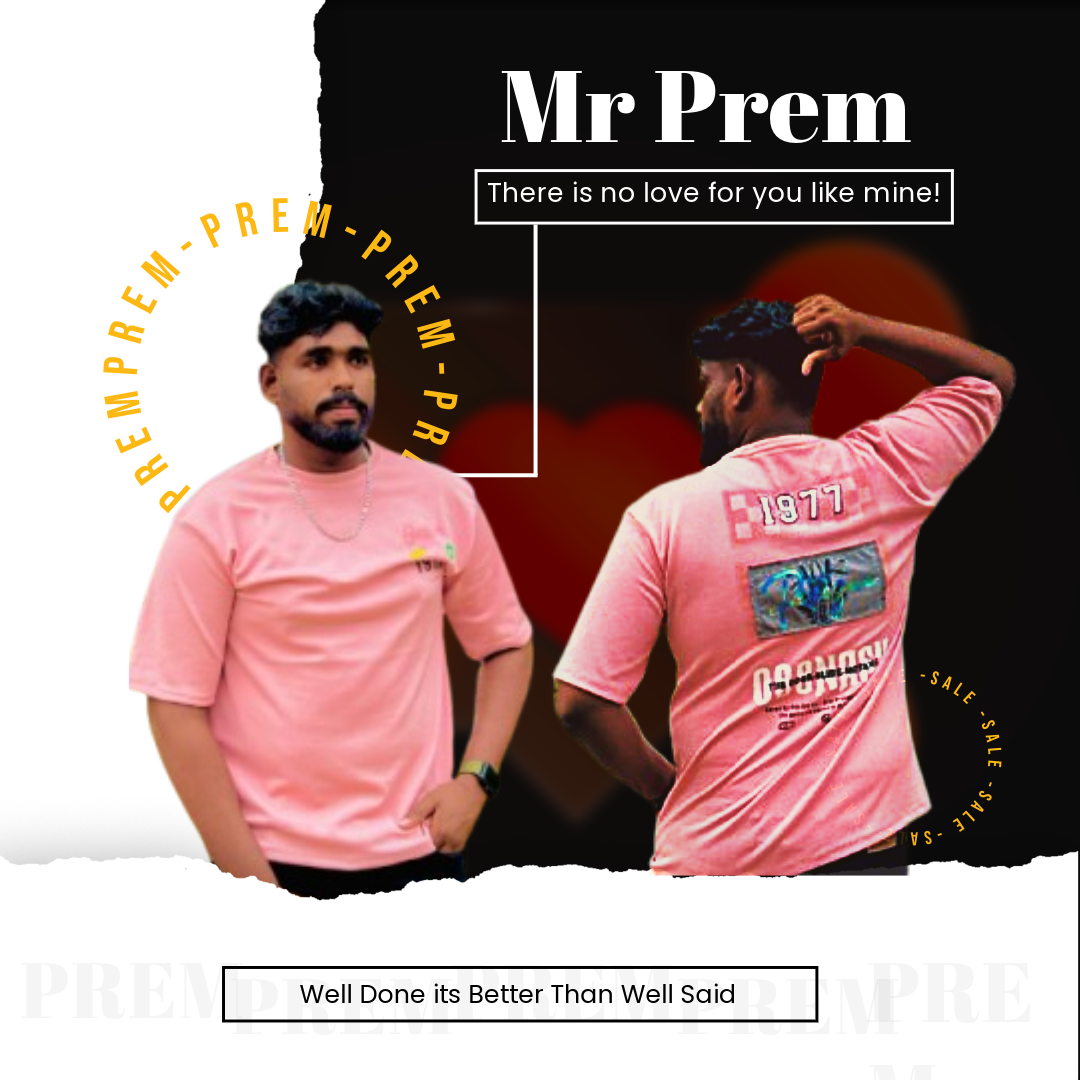 Mr Prem
There is no love for you like mine!
PREMPREM-PREM-PREM-PRE
1977
-SALE -SALE -SALE -SA
PREM PREM PREM PREM PRE
M
Well Done its Better Than Well Said